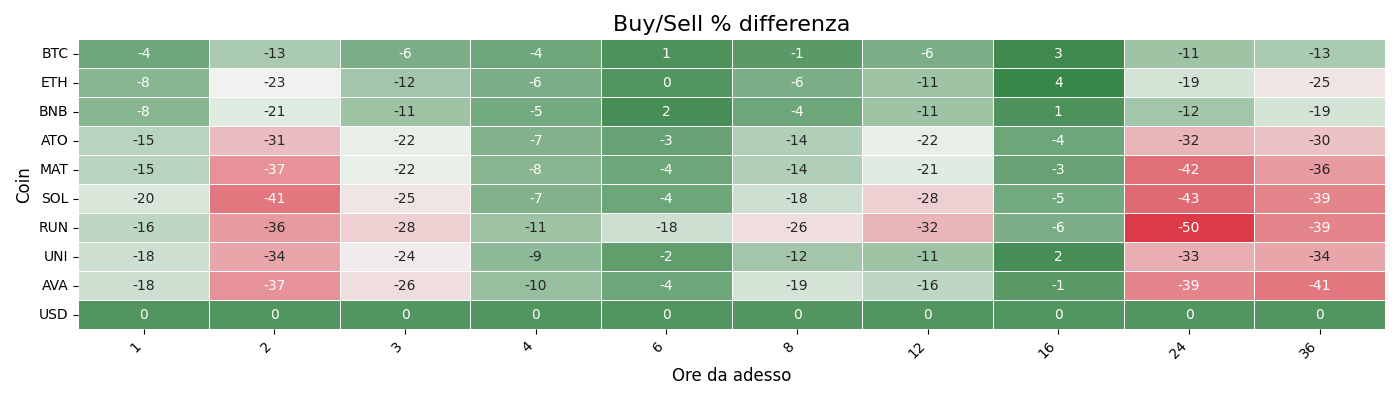 Buy/Sell % differenza
Coin
BTC -4 -13 -6 -4 1 -1 -6 3 -11 -13
ETH -8 -23 -12 -6 0 -6 -11 4 -19 -25
BNB -8 -21 -11 -5 2 -4 -11 1 -12 -19
ATO -15 -31 -22 -7 -3 -14 -22 -4 -32 -30
MAT -15 -37 -22 -8 -4 -14 -21 -3 -42 -36
SOL -20 -41 -25 -7 -4 -18 -28 -5 -43 -39
RUN -16 -36 -28 -11 -18 -26 -32 -6 -50 -39
UNI -18 -34 -24 -9 -2 -12 -11 2 -33 -34
AVA -18 -37 -26 -10 -4 -19 -16 -1 -39 -41
USD 0 0 0 0 0 0 0 0 0 0
1 2 3 4 6 8 12 16 24 36
Ore da adesso